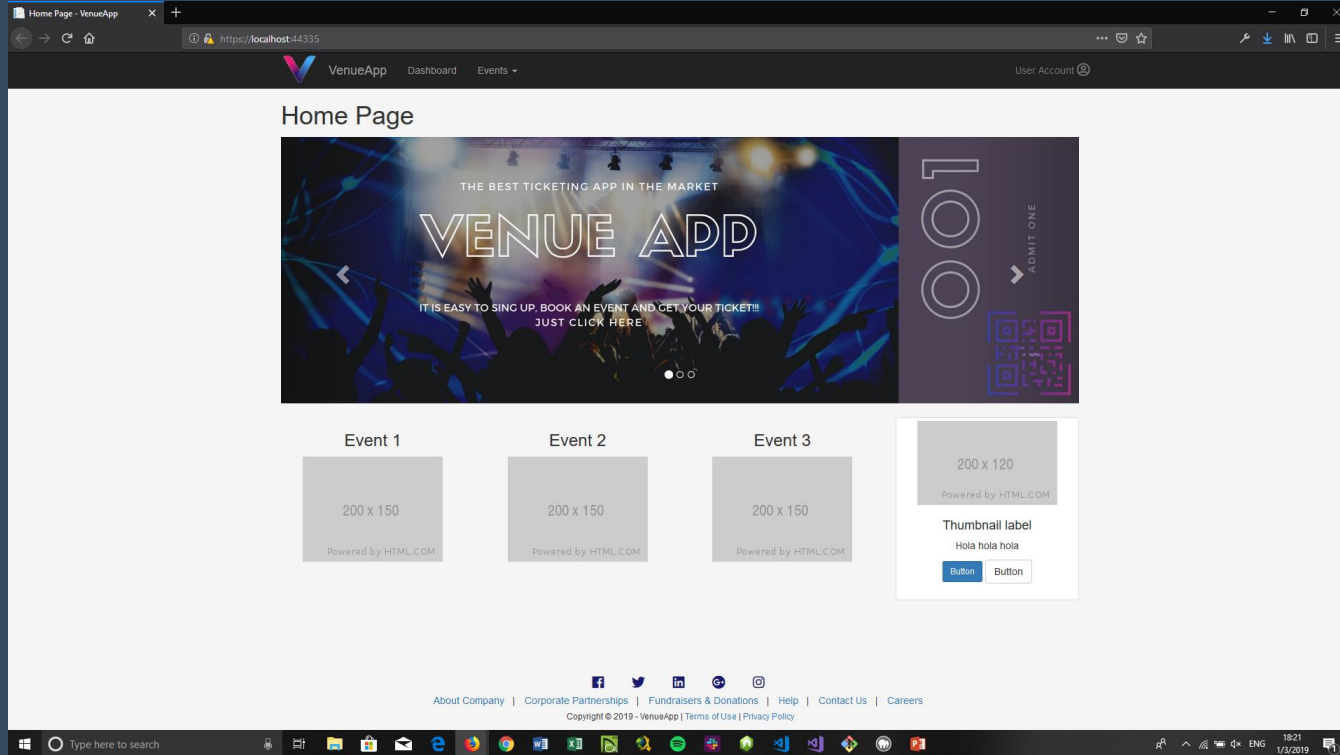 Home Page - VenueApp
https://localhost:44335
VenueApp Dashboard Events User Account
Home Page
THE BEST TICKETING APP IN THE MARKET
VENUE APP
IT IS EASY TO SING UP, BOOK AN EVENT AND GET YOUR TICKET!!!
JUST CLICK HERE
001
ADMIT ONE
Event 1
200 x 150
Powered by HTML.COM
Event 2
200 x 150
Powered by HTML.COM
Event 3
200 x 150
Powered by HTML.COM
200 x 120
Powered by HTML.COM
Thumbnail label
Hola hola hola
Button Button
About Company | Corporate Partnerships | Fundraisers & Donations | Help | Contact Us | Careers
Copyright © 2019 - VenueApp | Terms of Use | Privacy Policy
Type here to search
ENG
18:21
1/3/2019